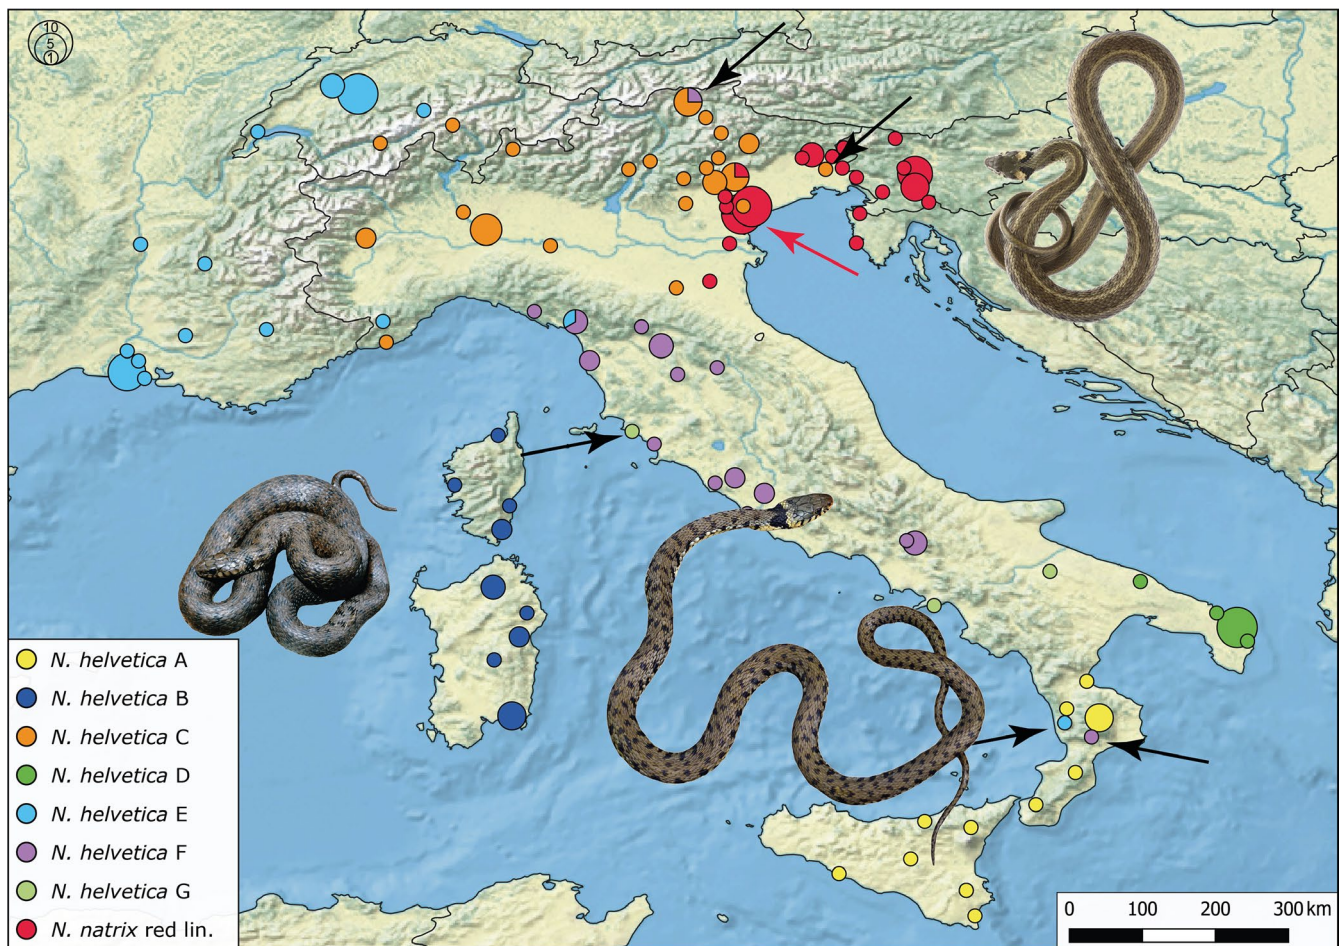 10
5
1
N. helvetica A
N. helvetica B
N. helvetica C
N. helvetica D
N. helvetica E
N. helvetica F
N. helvetica G
N. natrix red lin.
0 100 200 300 km